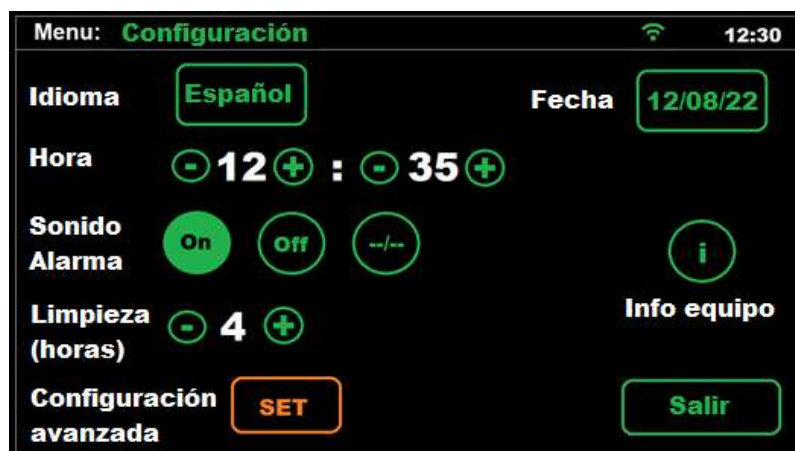 Menu: Configuración 12:30
Idioma Español Fecha 12/08/22
Hora - 12 + : - 35 +
Sonido
Alarma On Off --/-- i
Limpieza - 4 + Info equipo
(horas)
Configuración SET Salir
avanzada